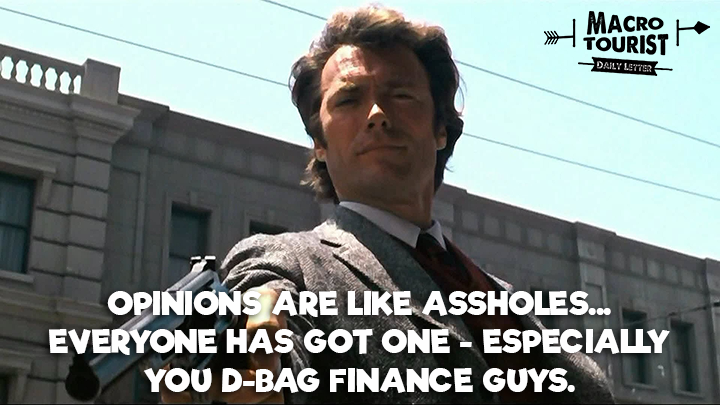 MACRO
TOURIST
DAILY LETTER
OPINIONS ARE LIKE ASSHOLES...
EVERYONE HAS GOT ONE - ESPECIALLY
YOU D-BAG FINANCE GUYS.